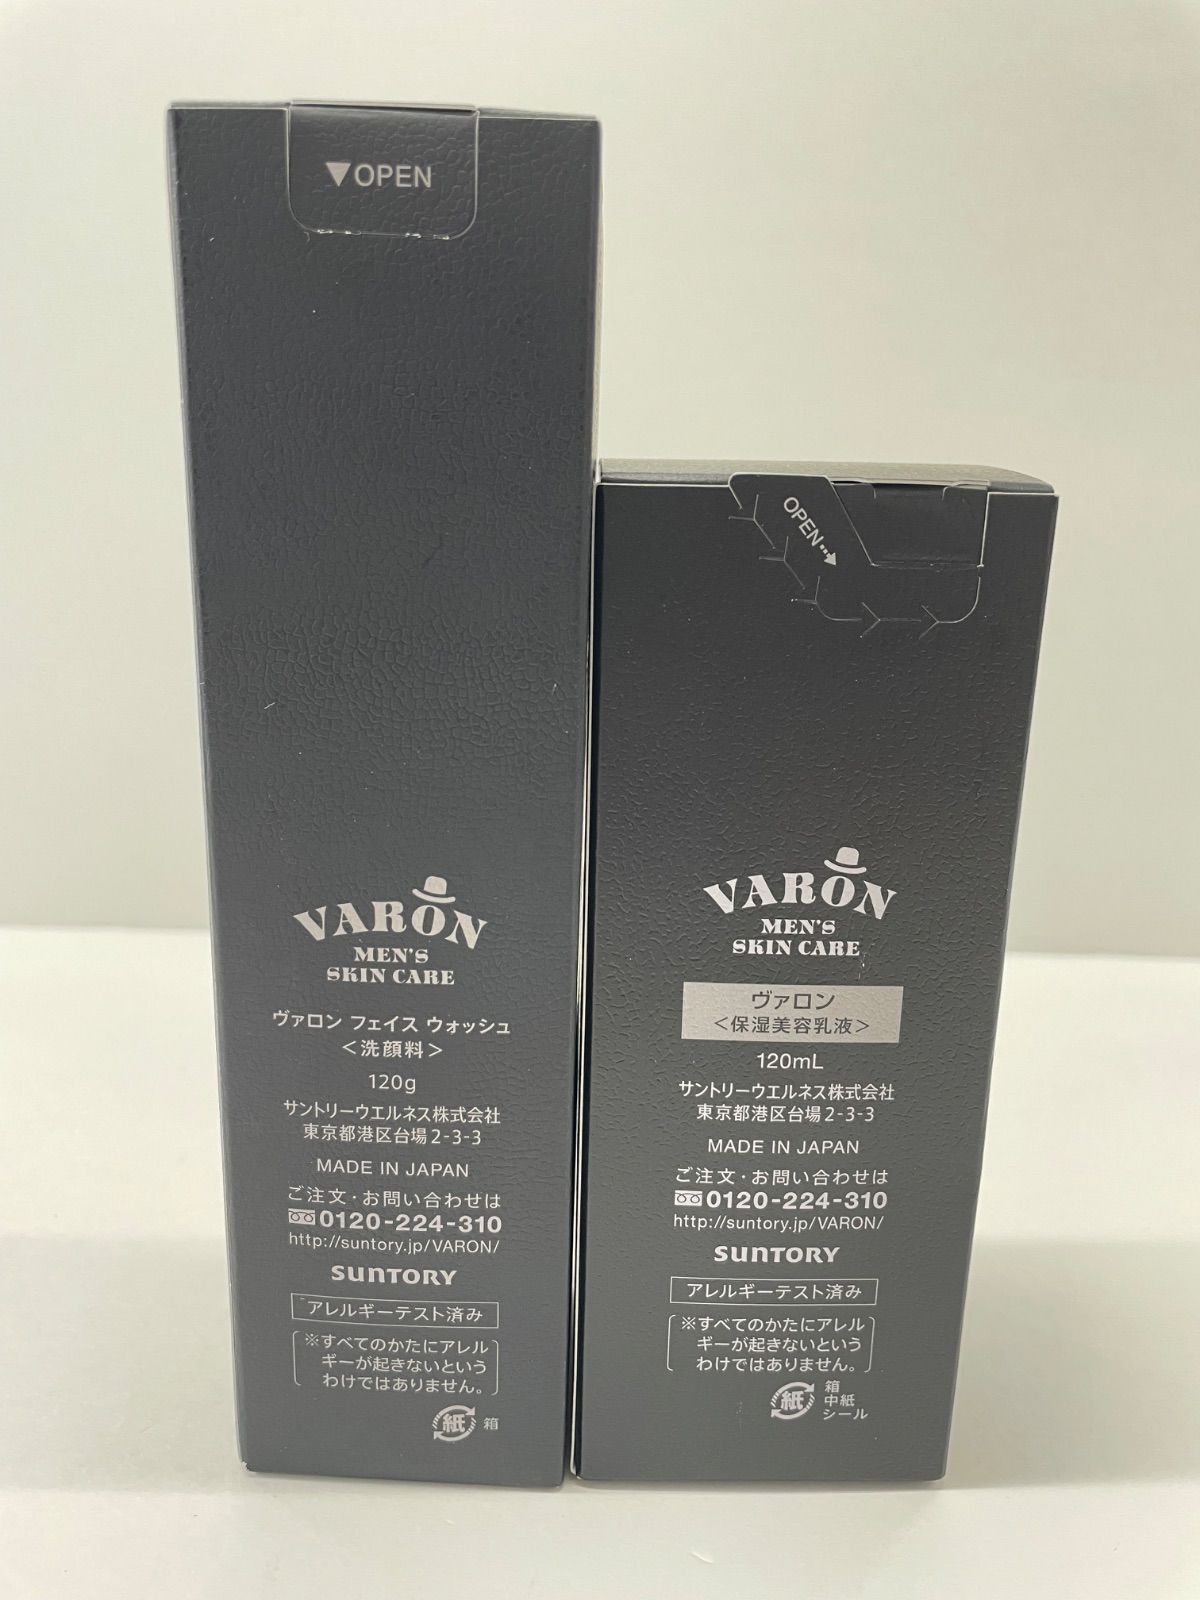 ▼OPEN
VARON
MEN'S
SKIN CARE
ヴァロン フェイス ウォッシュ
<洗顔料>
120g
サントリーウエルネス株式会社
東京都港区台場2-3-3
MADE IN JAPAN
ご注文・お問い合わせは
0120-224-310
http://suntory.jp/VARON/
SUNTORY
アレルギーテスト済み
※すべてのかたにアレル
ギーが起きないという
わけではありません。
紙 箱
OPEN
VARON
MEN'S
SKIN CARE
ヴァロン
<保湿美容乳液>
120mL
サントリーウエルネス株式会社
東京都港区台場2-3-3
MADE IN JAPAN
ご注文・お問い合わせは
0120-224-310
http://suntory.jp/VARON/
SUNTORY
アレルギーテスト済み
※すべてのかたにアレル
ギーが起きないという
わけではありません。
紙 箱
中紙
シール